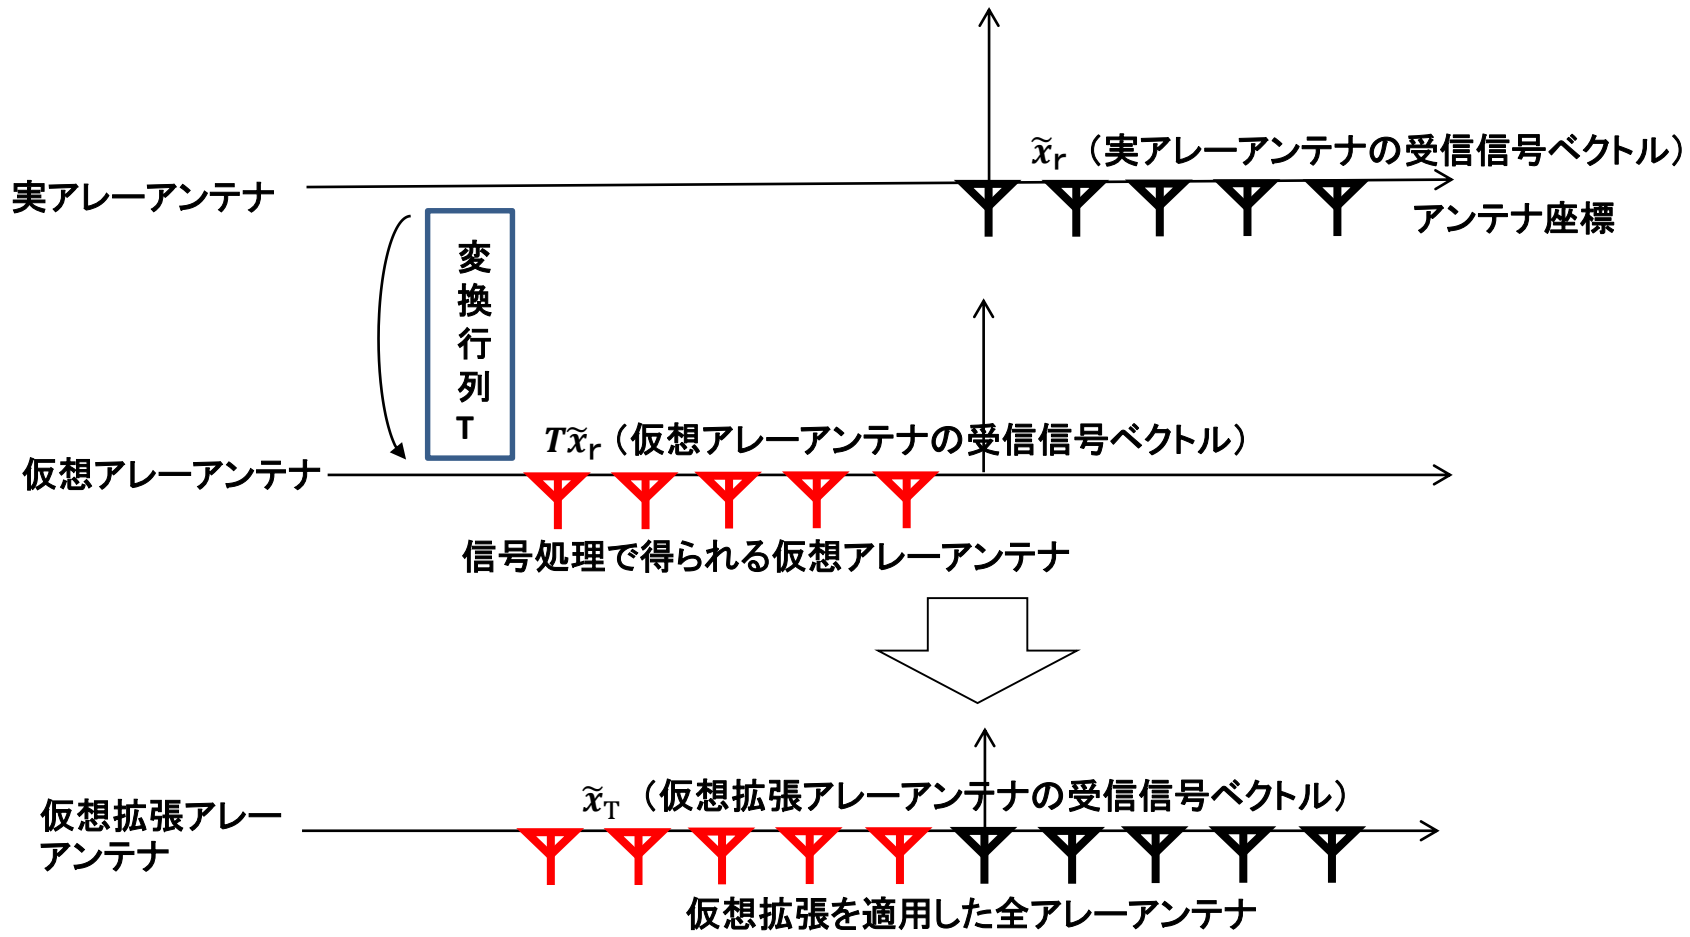 x̃r（実アレーアンテナの受信信号ベクトル）
実アレーアンテナ
アンテナ座標
変
換
行
列
T
Tx̃r（仮想アレーアンテナの受信信号ベクトル）
仮想アレーアンテナ
信号処理で得られる仮想アレーアンテナ
x̃T（仮想拡張アレーアンテナの受信信号ベクトル）
仮想拡張アレー
アンテナ
仮想拡張を適用した全アレーアンテナ